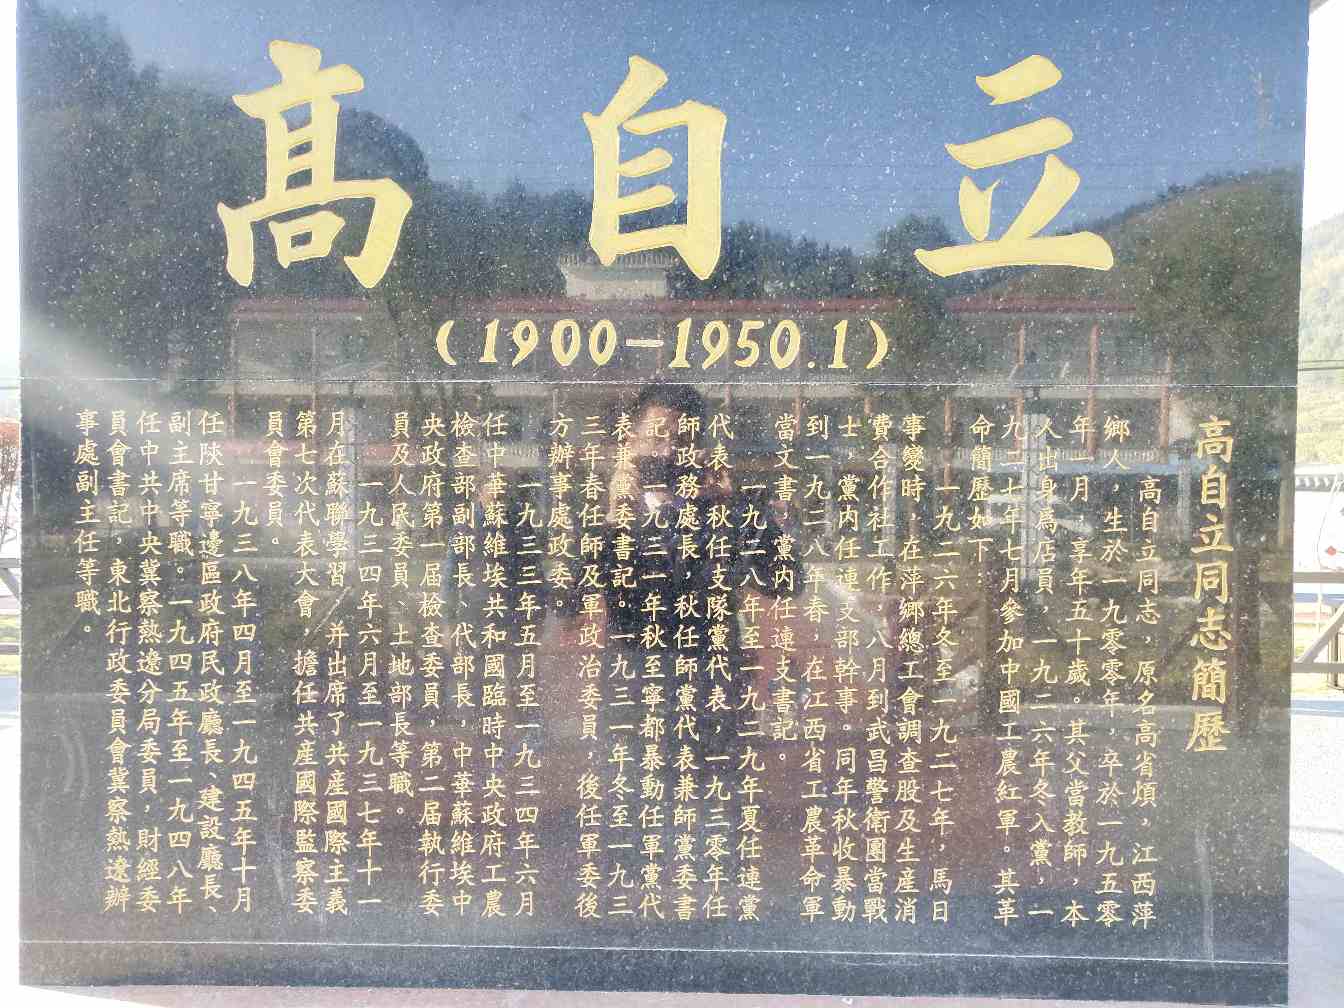 高自立
(1900-1950.1)
高自立同志簡歷
高自立同志，原名高省煩，江西萍
鄉人，生於一九零零年，卒於一九五零
年一月，享年五十歲。其父當教師，本
人出身爲店員，一九二六年冬入黨，一
九二七年七月參加中國工農紅軍。其革
命簡歷如下：
一九二六年冬至一九二七年，馬日
事變時，在萍鄉總工會調查股及生産消
費合作社工作，八月到武昌警衛團當戰
士，黨内任連支部幹事。同年秋收暴動
到一九二八年春，在江西省工農革命軍
當文書，黨内任連支書記。
一九二八年至一九二九年夏任連黨
代表，秋任支隊黨代表，一九三零年任
師政務處長，秋任師黨代表兼師黨委書
記。一九三一年秋至寧都暴動任軍黨代
表兼黨委書記。一九三一年冬至一九三
三年春任師及軍政治委員，後任軍委後
方辦事處政委。
一九三三年五月至一九三四年六月
任中華蘇維埃共和國臨時中央政府工農
檢查部副部長、代部長，中華蘇維埃中
央政府第一届檢查委員，第二届執行委
員及人民委員、土地部長等職。
一九三四年六月至一九三七年十一
月在蘇聯學習，并出席了共産國際主義
第七次代表大會，擔任共産國際監察委
員會委員。
一九三八年四月至一九四五年十月
任陝甘寧邊區政府民政廳長、建設廳長、
副主席等職。一九四五年至一九四八年
任中共中央冀察熱遼分局委員，財經委
員會書記，東北行政委員會冀察熱遼辦
事處副主任等職。